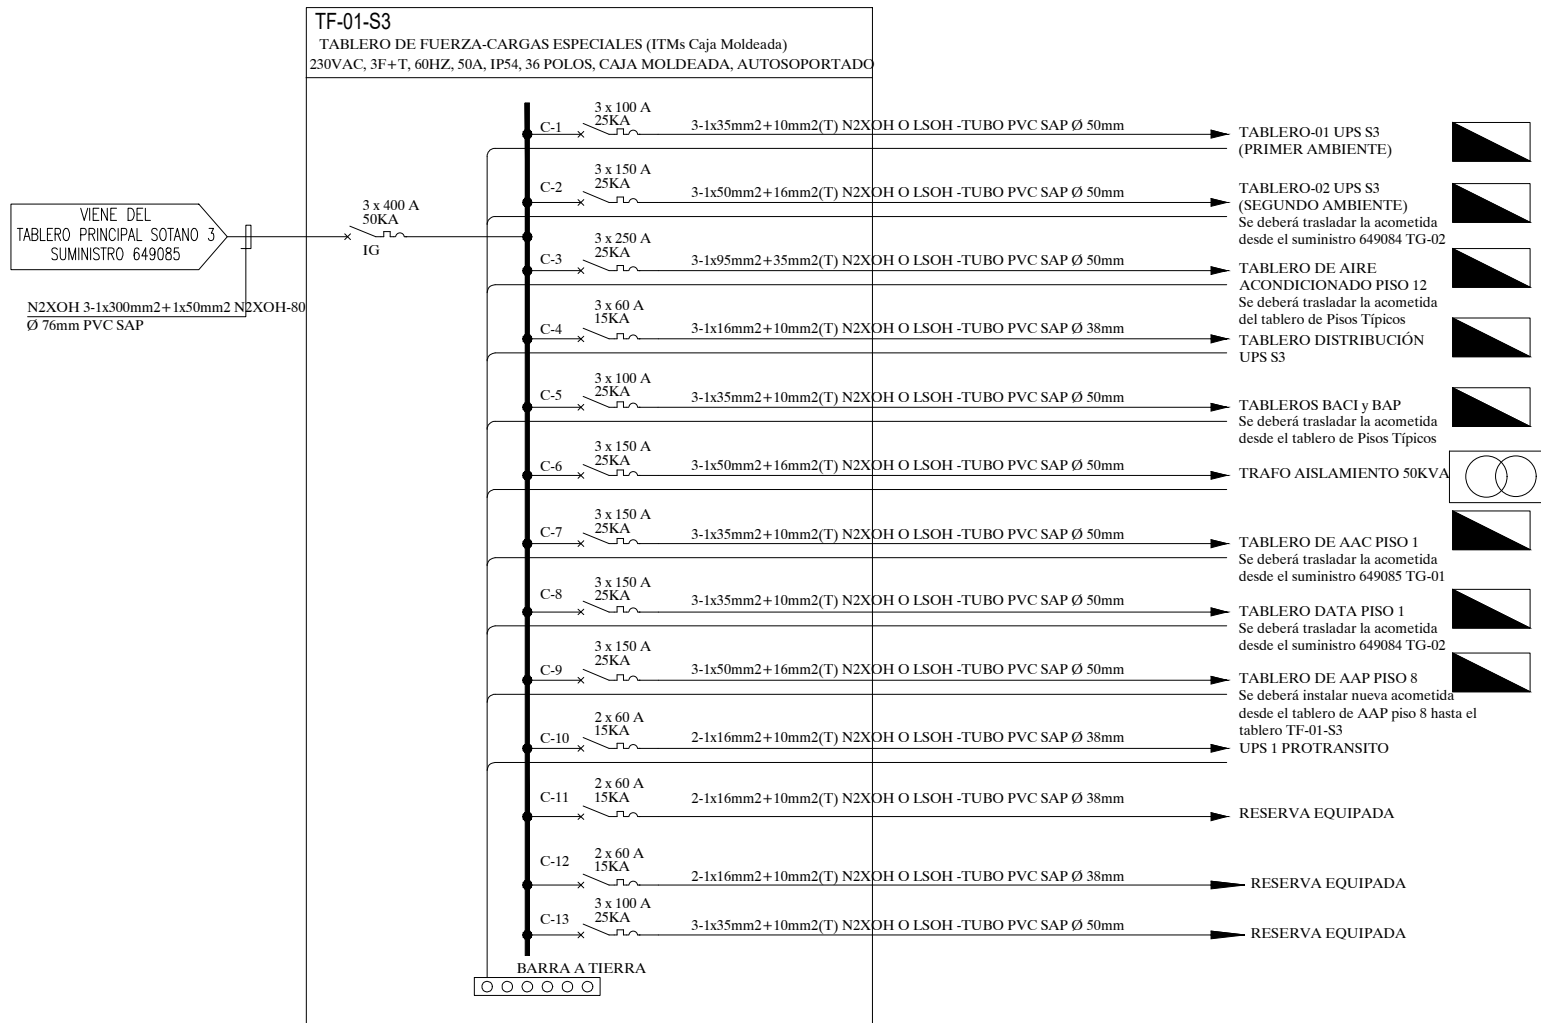 TF-01-S3
TABLERO DE FUERZA-CARGAS ESPECIALES (ITMs Caja Moldeada)
230VAC, 3F+T, 60HZ, 50A, IP54, 36 POLOS, CAJA MOLDEADA, AUTOSOPORTADO
VIENE DEL
TABLERO PRINCIPAL SOTANO 3
SUMINISTRO 649085
N2XOH 3-1x300mm2+1x50mm2 N2XOH-80
Ø 76mm PVC SAP
3 x 400 A
50KA
IG
C-1
3 x 100 A
25KA
3-1x35mm2+10mm2(T) N2XOH O LSOH -TUBO PVC SAP Ø 50mm
TABLERO-01 UPS S3
(PRIMER AMBIENTE)
C-2
3 x 150 A
25KA
3-1x50mm2+16mm2(T) N2XOH O LSOH -TUBO PVC SAP Ø 50mm
TABLERO-02 UPS S3
(SEGUNDO AMBIENTE)
Se deberá trasladar la acometida
desde el suministro 649084 TG-02
C-3
3 x 250 A
25KA
3-1x95mm2+35mm2(T) N2XOH O LSOH -TUBO PVC SAP Ø 50mm
TABLERO DE AIRE
ACONDICIONADO PISO 12
Se deberá trasladar la acometida
del tablero de Pisos Típicos
C-4
3 x 60 A
15KA
3-1x16mm2+10mm2(T) N2XOH O LSOH -TUBO PVC SAP Ø 38mm
TABLERO DISTRIBUCIÓN
UPS S3
C-5
3 x 100 A
25KA
3-1x35mm2+10mm2(T) N2XOH O LSOH -TUBO PVC SAP Ø 50mm
TABLEROS BACI y BAP
Se deberá trasladar la acometida
desde el tablero de Pisos Típicos
C-6
3 x 150 A
25KA
3-1x50mm2+16mm2(T) N2XOH O LSOH -TUBO PVC SAP Ø 50mm
TRAFO AISLAMIENTO 50KVA
C-7
3 x 150 A
25KA
3-1x35mm2+10mm2(T) N2XOH O LSOH -TUBO PVC SAP Ø 50mm
TABLERO DE AAC PISO 1
Se deberá trasladar la acometida
desde el suministro 649085 TG-01
C-8
3 x 150 A
25KA
3-1x35mm2+10mm2(T) N2XOH O LSOH -TUBO PVC SAP Ø 50mm
TABLERO DATA PISO 1
Se deberá trasladar la acometida
desde el suministro 649084 TG-02
C-9
3 x 150 A
25KA
3-1x50mm2+16mm2(T) N2XOH O LSOH -TUBO PVC SAP Ø 50mm
TABLERO DE AAP PISO 8
Se deberá instalar nueva acometida
desde el tablero de AAP piso 8 hasta el
tablero TF-01-S3
C-10
2 x 60 A
15KA
2-1x16mm2+10mm2(T) N2XOH O LSOH -TUBO PVC SAP Ø 38mm
UPS 1 PROTRANSITO
C-11
2 x 60 A
15KA
2-1x16mm2+10mm2(T) N2XOH O LSOH -TUBO PVC SAP Ø 38mm
RESERVA EQUIPADA
C-12
2 x 60 A
15KA
2-1x16mm2+10mm2(T) N2XOH O LSOH -TUBO PVC SAP Ø 38mm
RESERVA EQUIPADA
C-13
3 x 100 A
25KA
3-1x35mm2+10mm2(T) N2XOH O LSOH -TUBO PVC SAP Ø 50mm
RESERVA EQUIPADA
BARRA A TIERRA